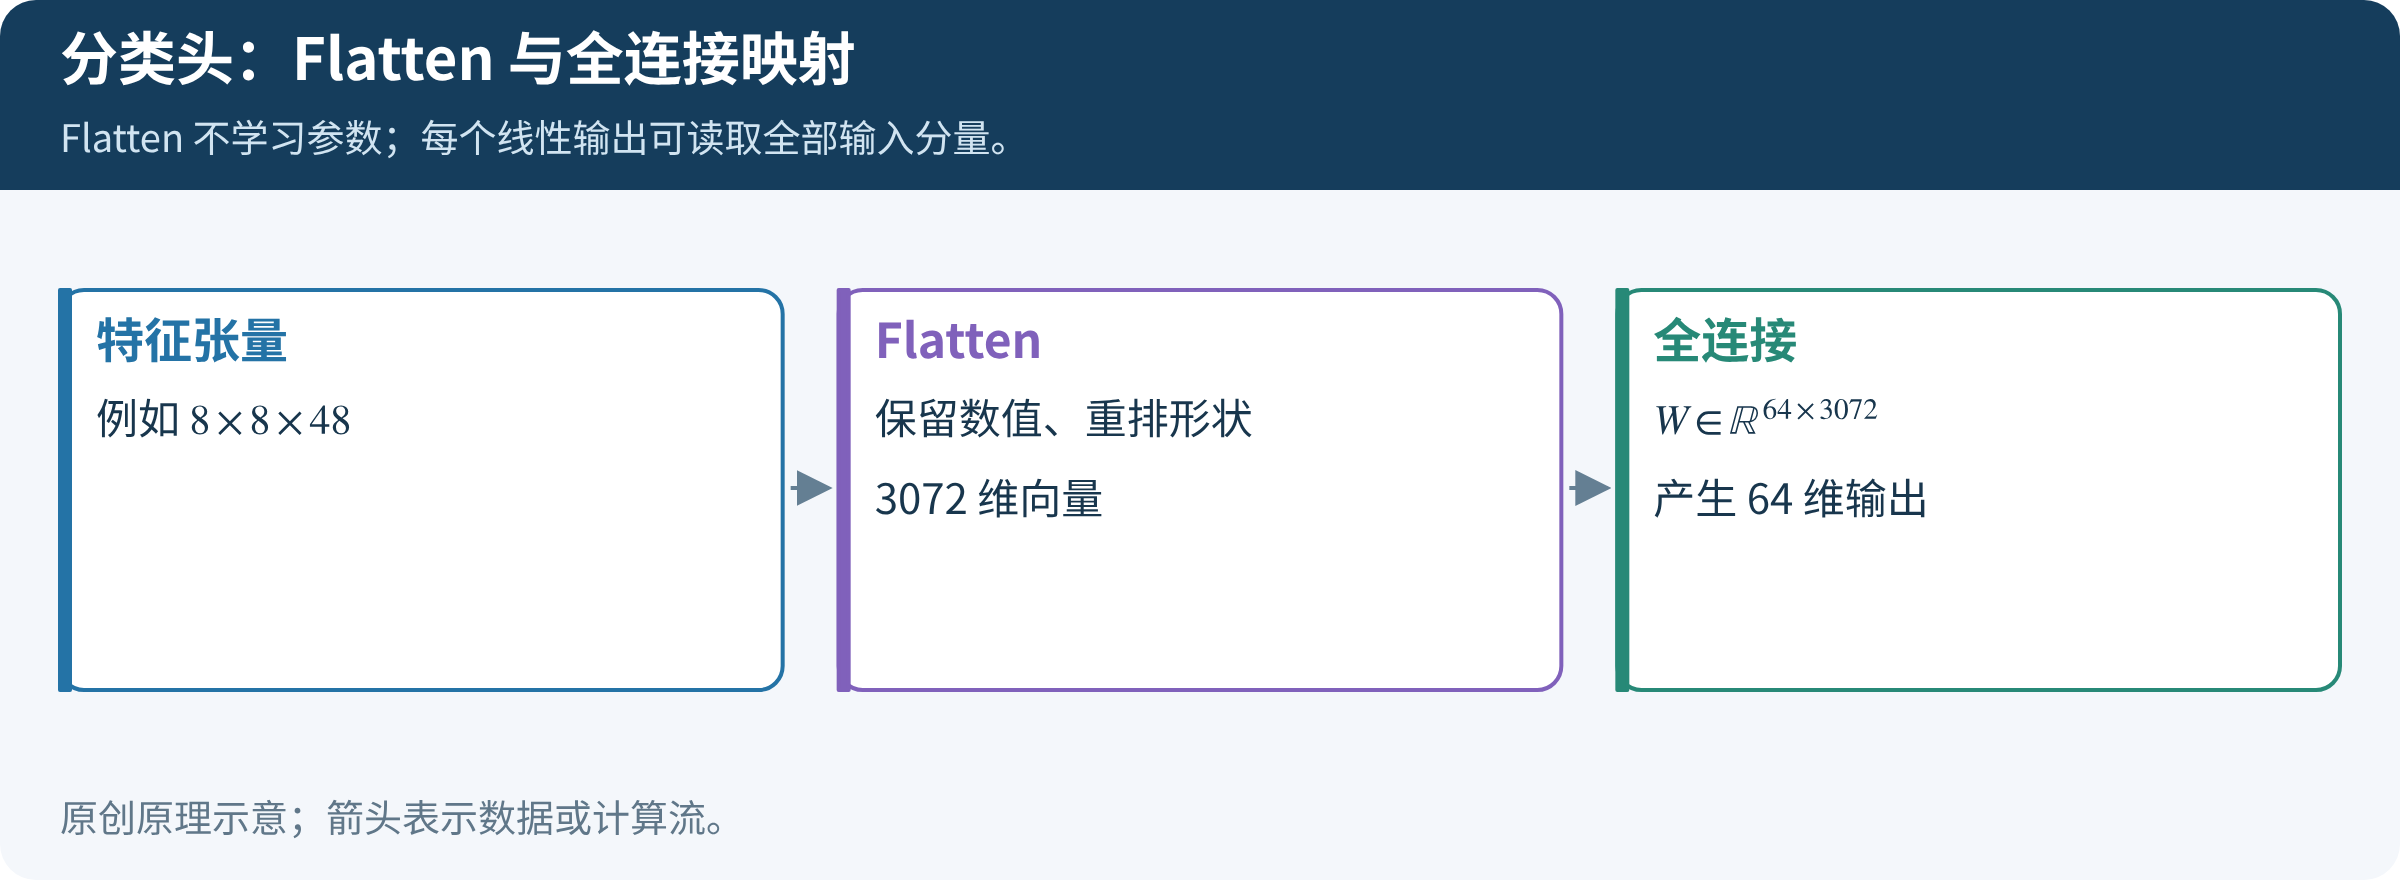 分类头：Flatten 与全连接映射
Flatten 不学习参数；每个线性输出可读取全部输入分量。
特征张量
例如 8×8×48
Flatten
保留数值、重排形状
3072 维向量
全连接
W∈ℝ^{64×3072}
产生 64 维输出
原创原理示意；箭头表示数据或计算流。